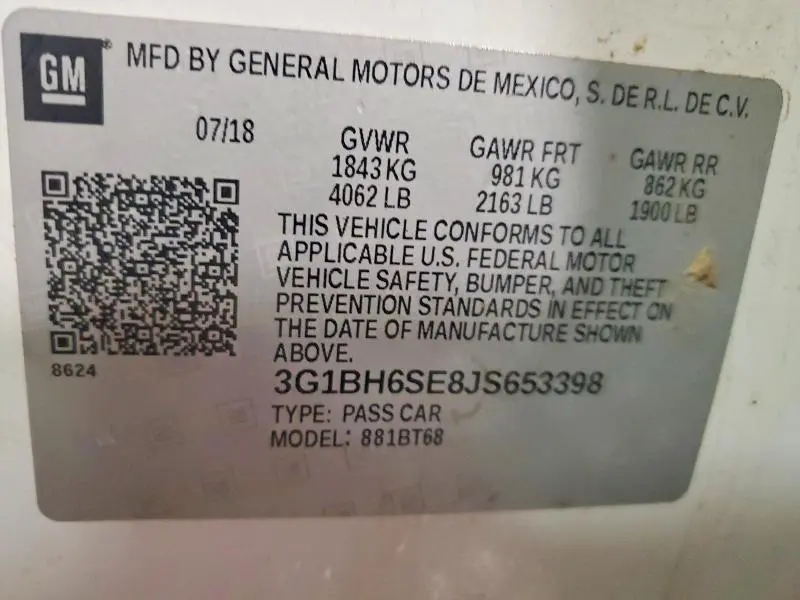 GM®
MFD BY GENERAL MOTORS DE MEXICO, S. DE R.L. DE C.V.
07/18
GVWR GAWR FRT GAWR RR
1843 KG 981 KG 862 KG
4062 LB 2163 LB 1900 LB
THIS VEHICLE CONFORMS TO ALL
APPLICABLE U.S. FEDERAL MOTOR
VEHICLE SAFETY, BUMPER, AND THEFT
PREVENTION STANDARDS IN EFFECT ON
THE DATE OF MANUFACTURE SHOWN
ABOVE.
8624
3G1BH6SE8JS653398
TYPE: PASS CAR
MODEL: 881BT68